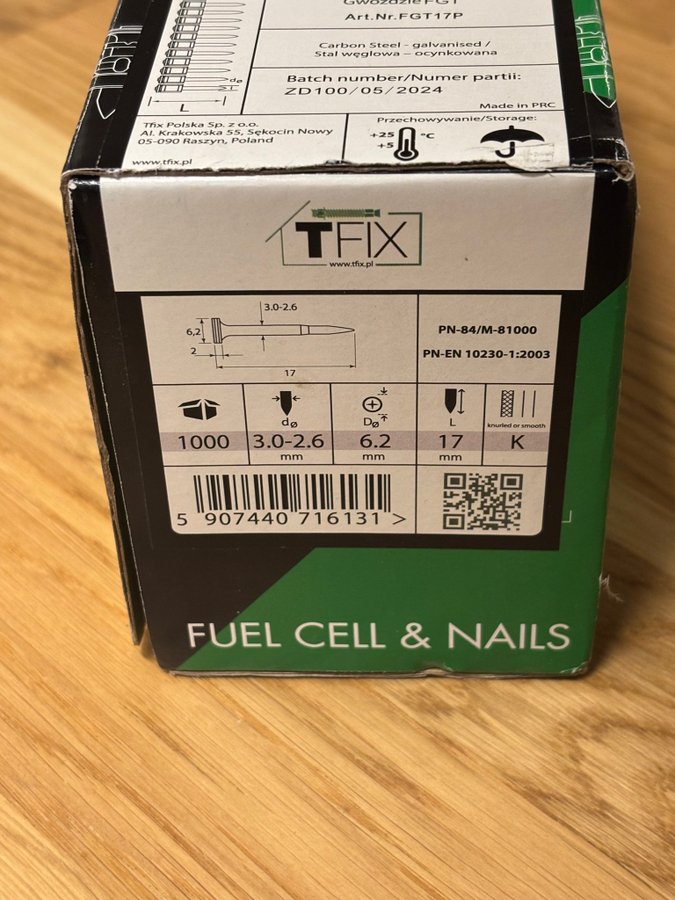 Gwoździe FGT
Art.Nr.FGT17P
Carbon Steel - galvanised /
Stal węglowa – ocynkowana
Batch number/Numer partii:
ZD100/05/2024
Made in PRC
dø
L
Tfix Polska Sp. z o.o.
Al. Krakowska 55, Sękocin Nowy
05-090 Raszyn, Poland
www.tfix.pl
Przechowywanie/Storage:
+25
+5
°C
TFIX
www.tfix.pl
3.0-2.6
6,2
2
17
PN-84/M-81000
PN-EN 10230-1:2003
dø
Dø
L
knurled or smooth
1000
3.0-2.6
6.2
17
K
mm
mm
mm
5 907440 716131 >
FUEL CELL & NAILS